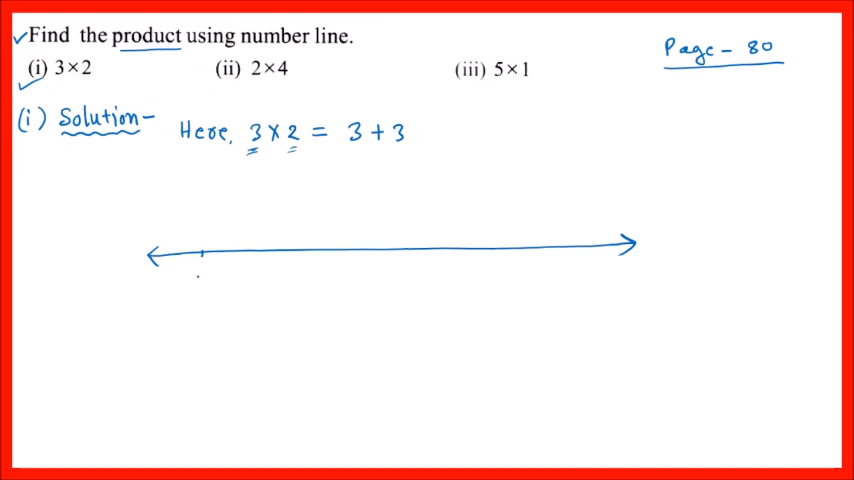 Find the product using number line.
Page - 80
(i) 3×2 (ii) 2×4 (iii) 5×1
(i) Solution-
Here, 3 × 2 = 3 + 3